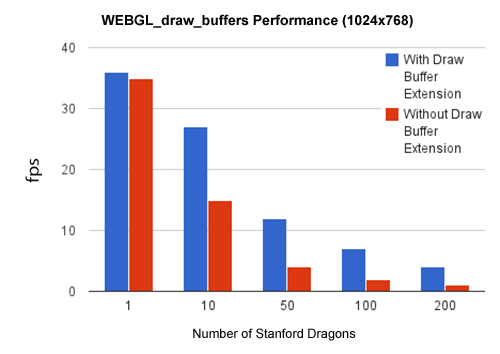 WEBGL_draw_buffers Performance (1024x768)
40
30
20
10
0
fps
With Draw
Buffer
Extension
Without Draw
Buffer
Extension
1 10 50 100 200
Number of Stanford Dragons